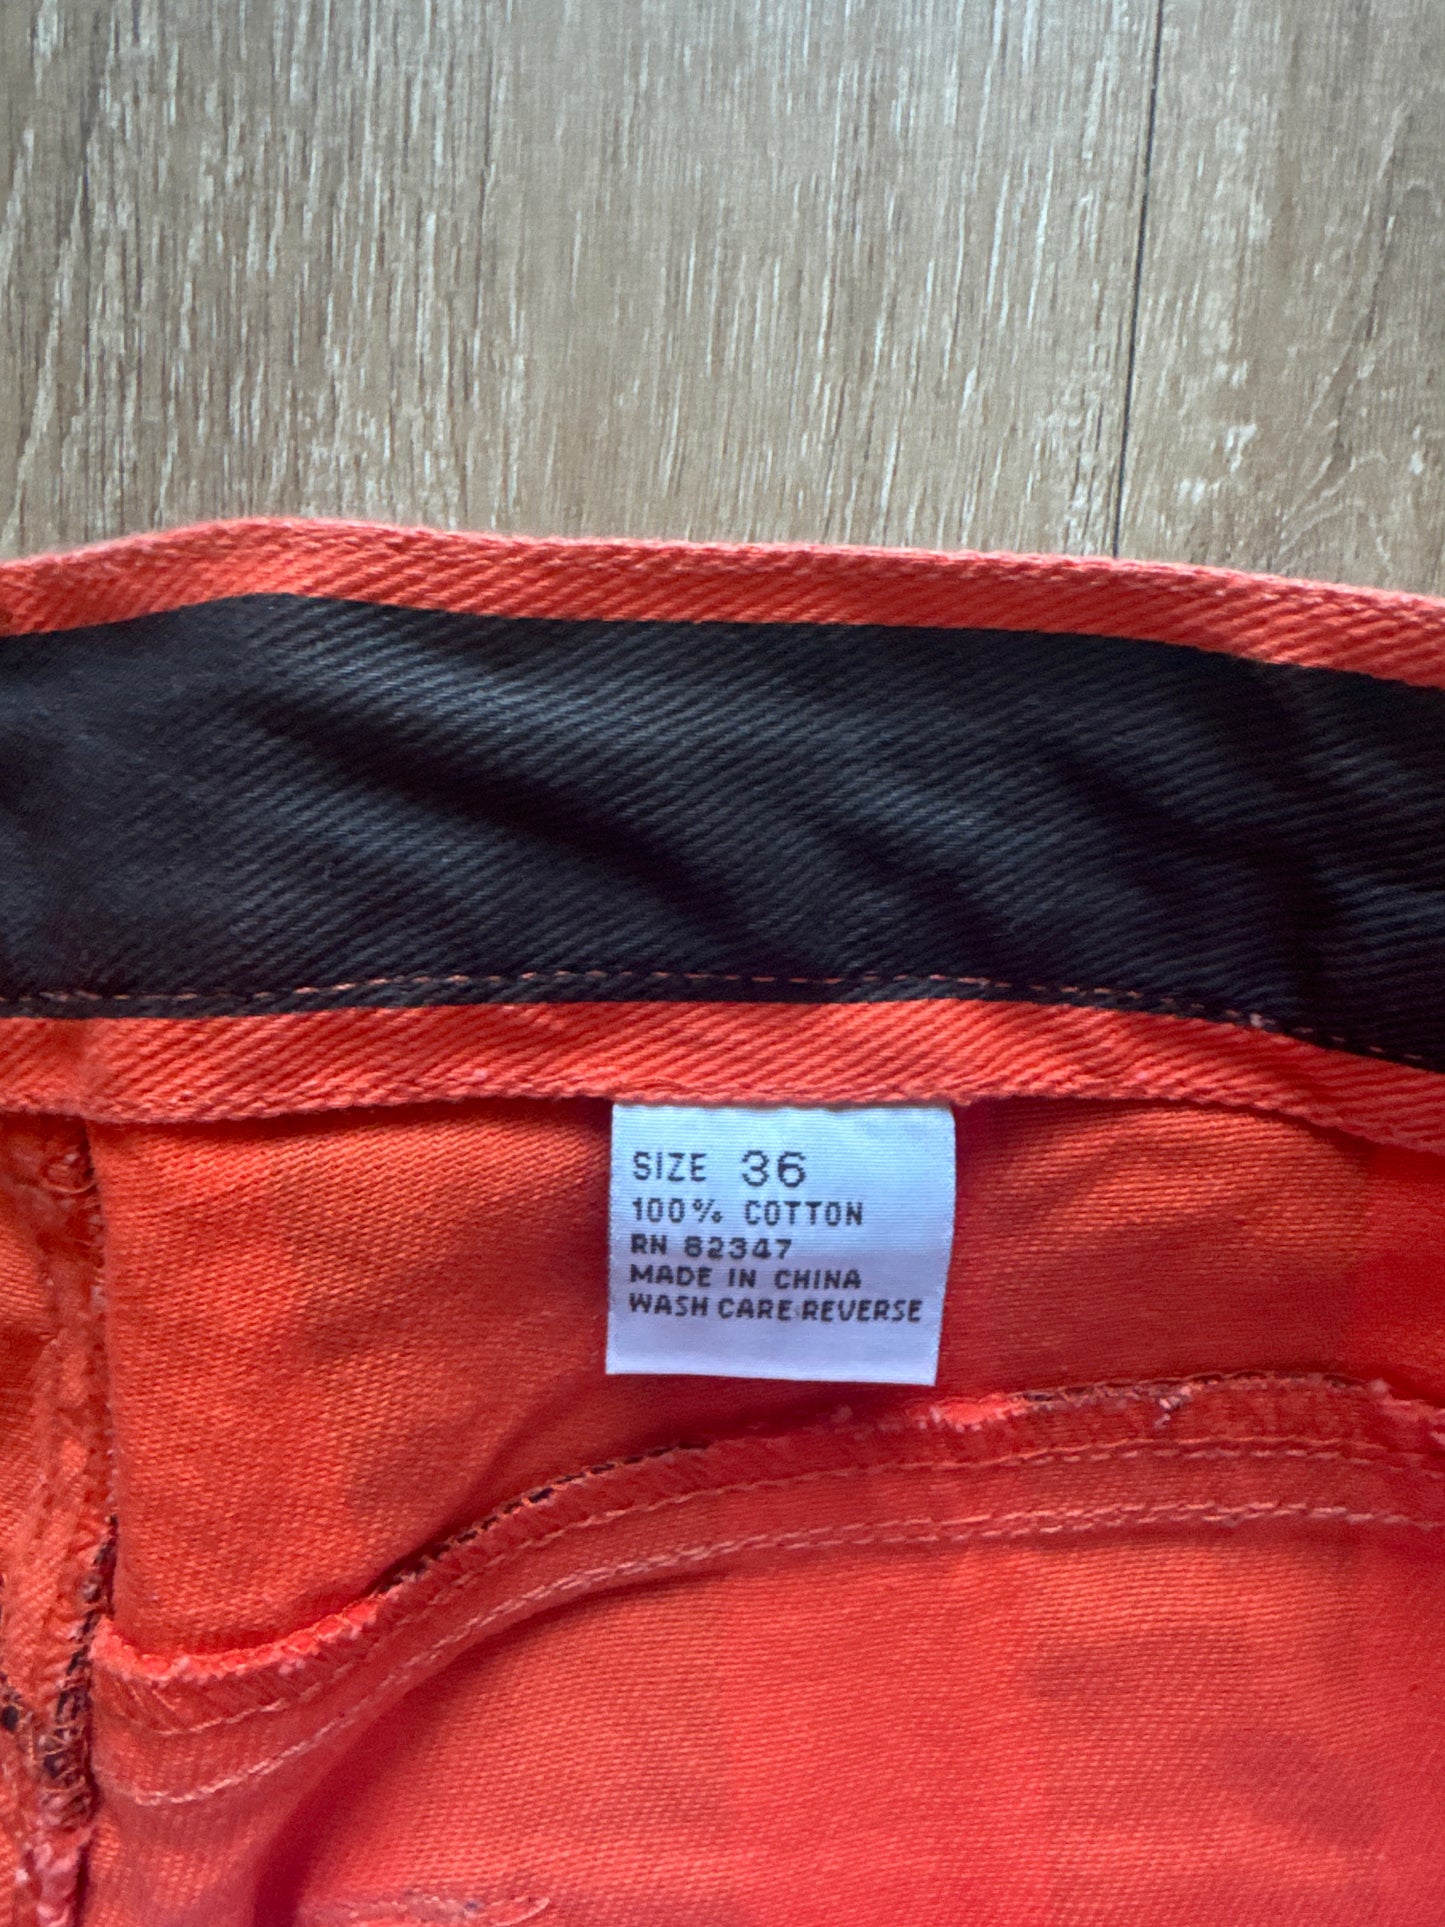 SIZE 36
100% COTTON
RN 82347
MADE IN CHINA
WASH CARE:REVERSE